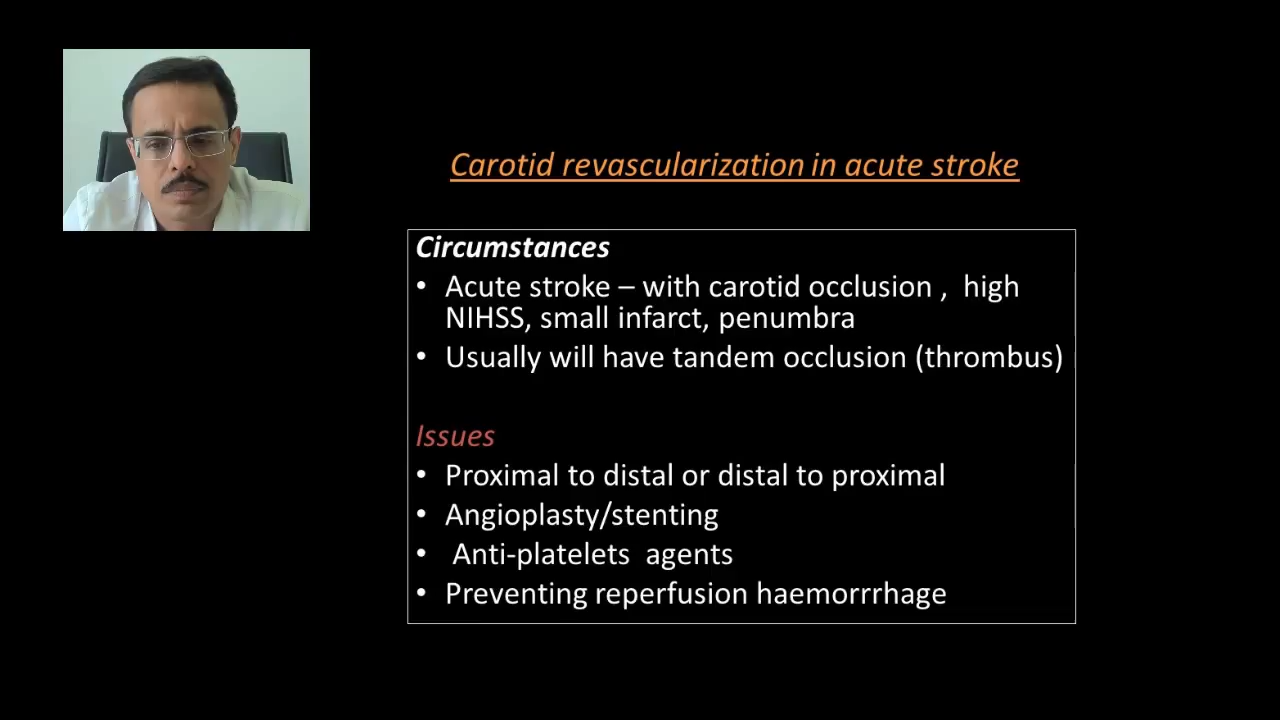 Carotid revascularization in acute stroke
Circumstances
• Acute stroke – with carotid occlusion , high
NIHSS, small infarct, penumbra
• Usually will have tandem occlusion (thrombus)
Issues
• Proximal to distal or distal to proximal
• Angioplasty/stenting
• Anti-platelets agents
• Preventing reperfusion haemorrrhage